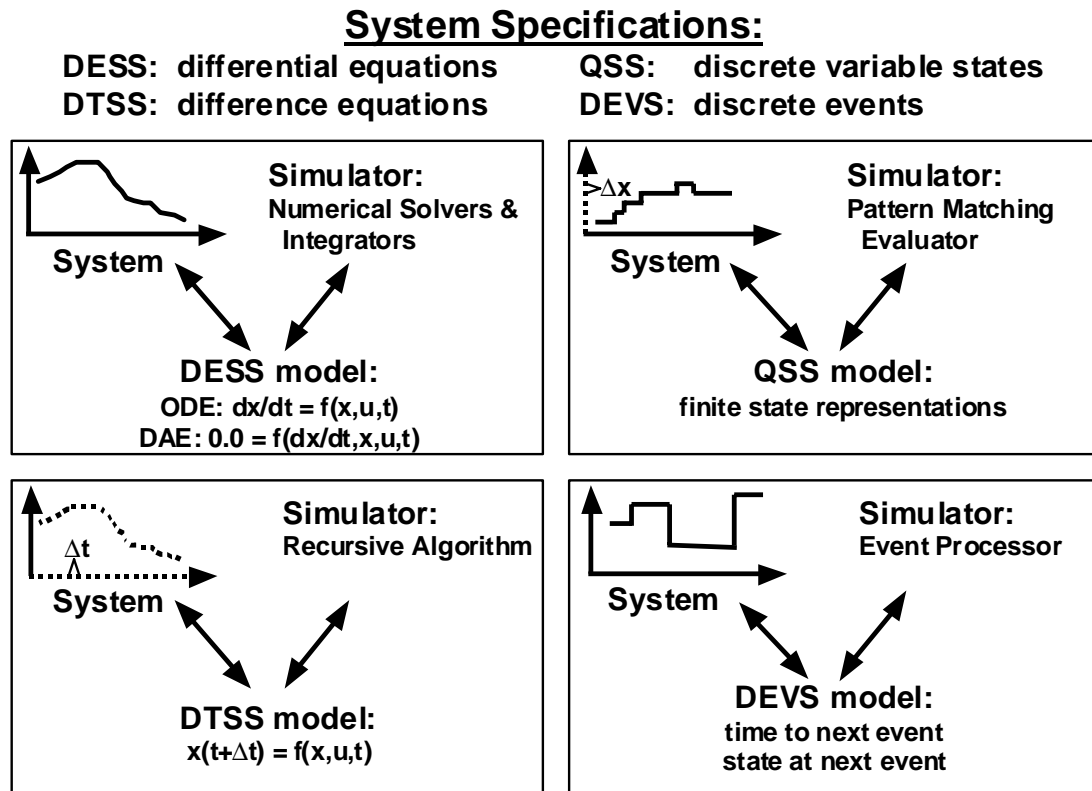 System Specifications:
DESS: differential equations
QSS: discrete variable states
DTSS: difference equations
DEVS: discrete events
Simulator:
Numerical Solvers &
Integrators
System
DESS model:
ODE: dx/dt = f(x,u,t)
DAE: 0.0 = f(dx/dt,x,u,t)
Δx
Simulator:
Pattern Matching
Evaluator
System
QSS model:
finite state representations
Simulator:
Recursive Algorithm
Δt
System
DTSS model:
x(t+Δt) = f(x,u,t)
Simulator:
Event Processor
System
DEVS model:
time to next event
state at next event